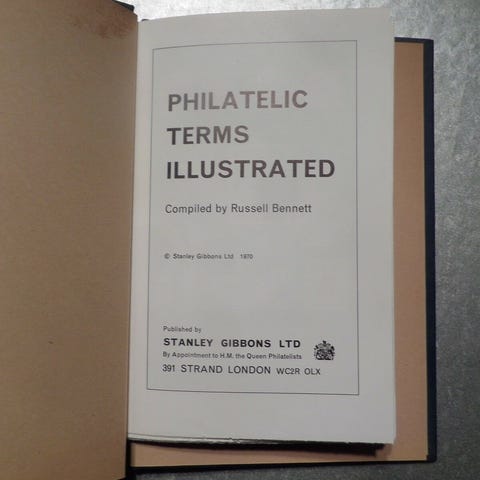 PHILATELIC
TERMS
ILLUSTRATED
Compiled by Russell Bennett
© Stanley Gibbons Ltd 1970
Published by
STANLEY GIBBONS LTD
By Appointment to H.M. the Queen Philatelists
391 STRAND LONDON WC2R OLX